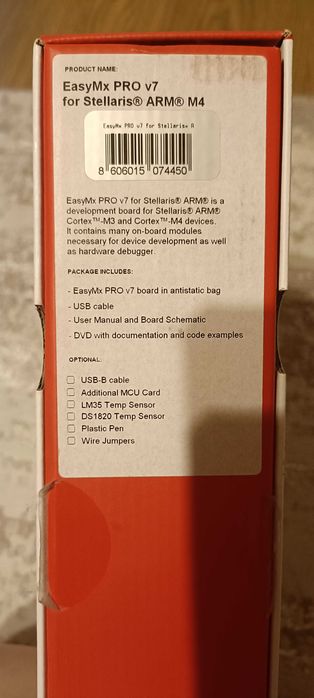 PRODUCT NAME:
EasyMx PRO v7
for Stellaris® ARM® M4
EasyMx PRO v7 for Stellaris® A
8 606015 074450
EasyMx PRO v7 for Stellaris® ARM® is a
development board for Stellaris® ARM®
Cortex™-M3 and Cortex™-M4 devices.
It contains many on-board modules
necessary for device development as well
as hardware debugger.
PACKAGE INCLUDES:
- EasyMx PRO v7 board in antistatic bag
- USB cable
- User Manual and Board Schematic
- DVD with documentation and code examples
OPTIONAL:
USB-B cable
Additional MCU Card
LM35 Temp Sensor
DS1820 Temp Sensor
Plastic Pen
Wire Jumpers